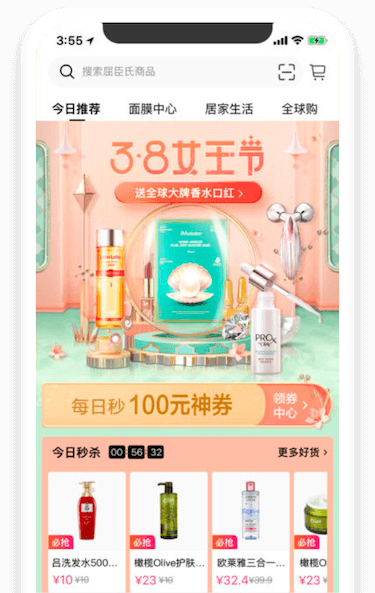 3:55
搜索屈臣氏商品
今日推荐 面膜中心 居家生活 全球购
3·8女王节
送全球大牌香水口红 >
PROX
OLAY
每日秒 100元神券
领券
中心 >
今日秒杀 00 : 56 : 32 更多好货 >
必抢 必抢 必抢 必抢
吕洗发水500... 橄榄Olive护肤... 欧莱雅三合一... 橄榄
¥10 ¥10 ¥23 ¥10 ¥32.4 ¥39.9 ¥23